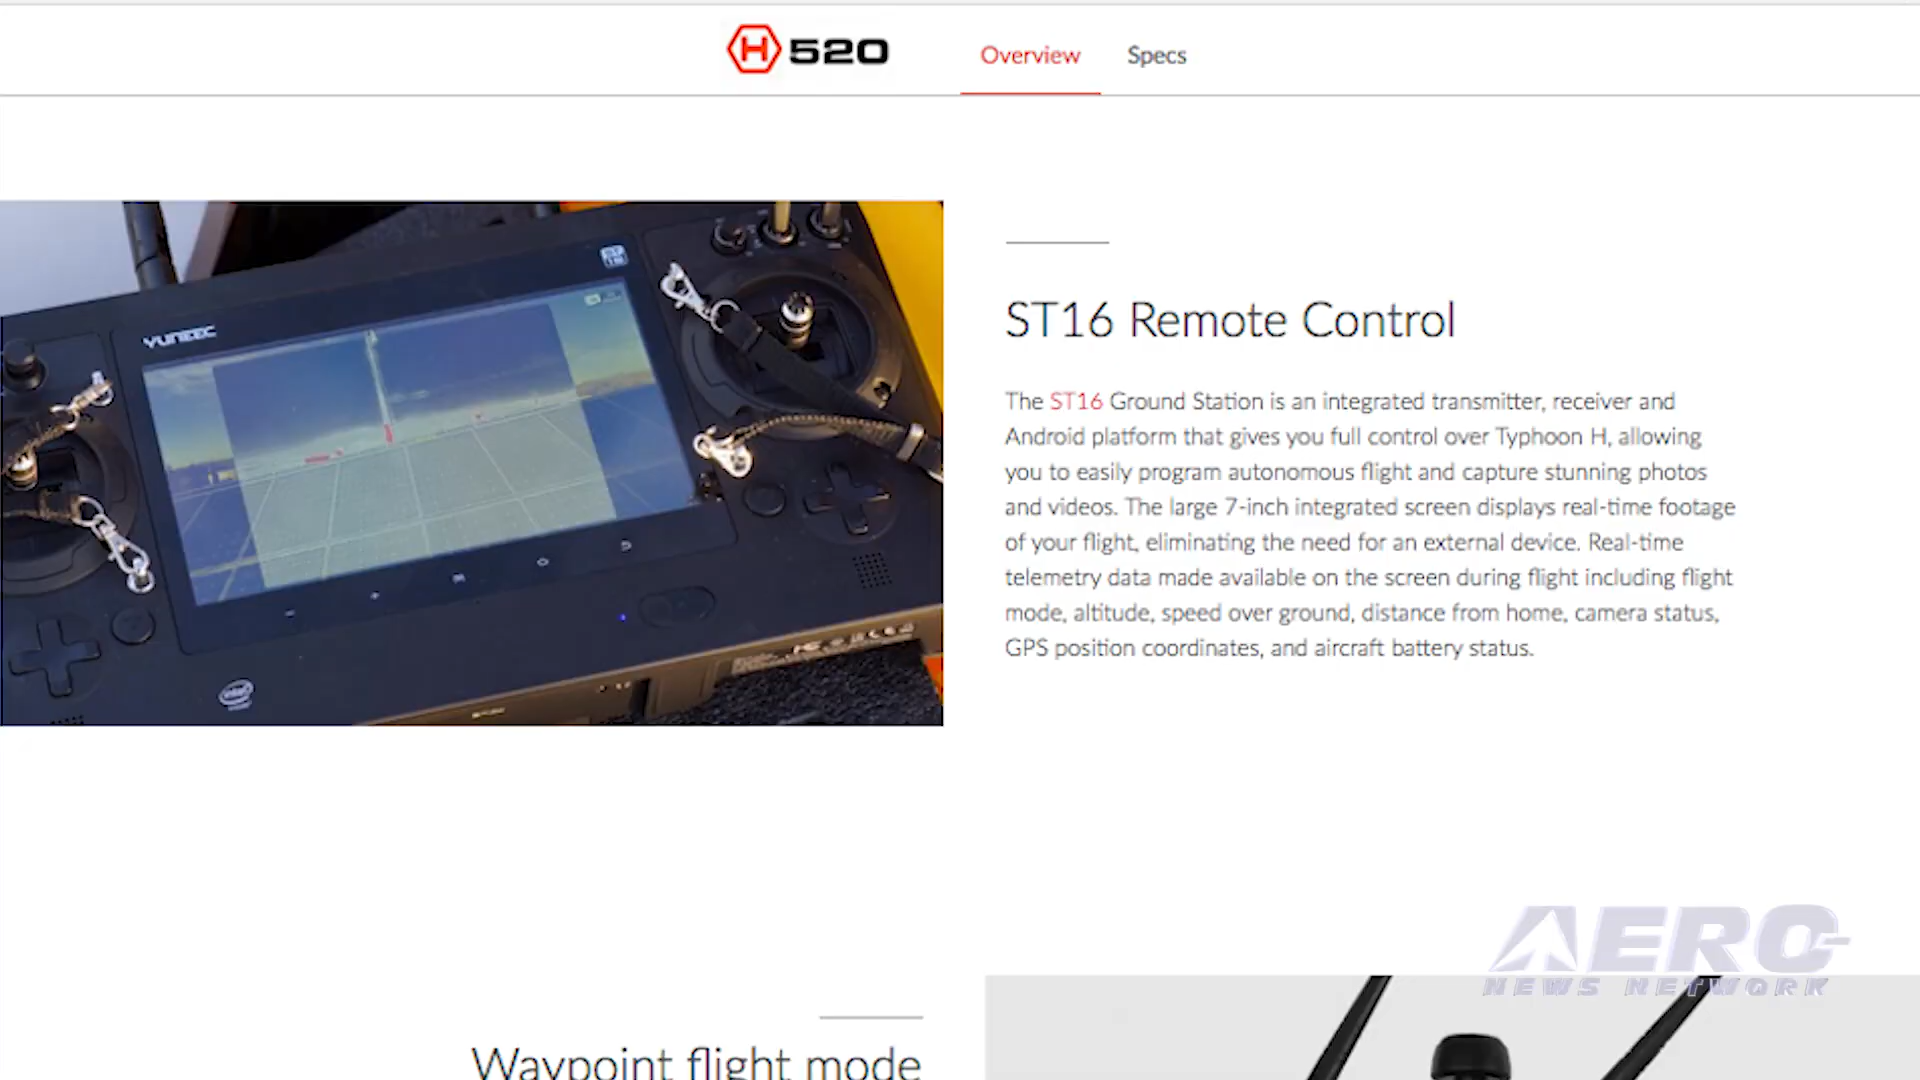 H 520
Overview
Specs
YUNEEC
ST16
intel
ST16 Remote Control
The ST16 Ground Station is an integrated transmitter, receiver and
Android platform that gives you full control over Typhoon H, allowing
you to easily program autonomous flight and capture stunning photos
and videos. The large 7-inch integrated screen displays real-time footage
of your flight, eliminating the need for an external device. Real-time
telemetry data made available on the screen during flight including flight
mode, altitude, speed over ground, distance from home, camera status,
GPS position coordinates, and aircraft battery status.
AERO
NEWS NETWORK
Waypoint flight mode